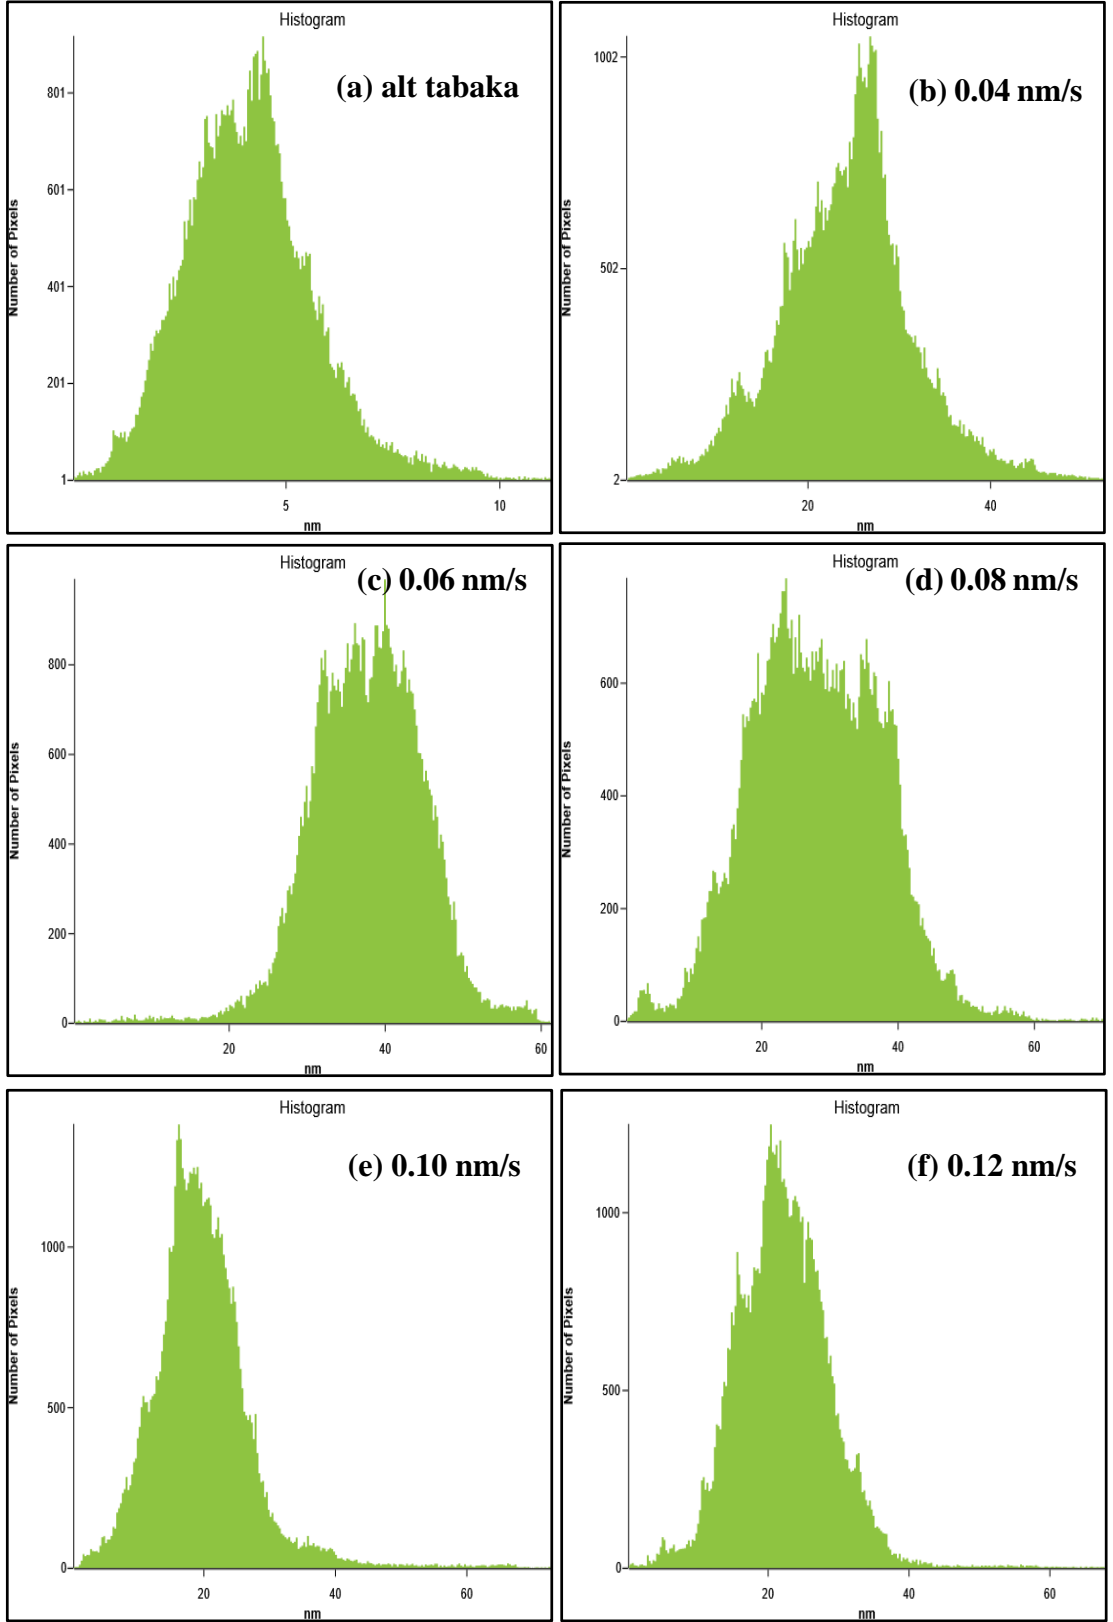 Histogram
(a) alt tabaka
Number of Pixels
801
601
401
201
1
5
10
nm
Histogram
(b) 0.04 nm/s
Number of Pixels
1002
502
2
20
40
nm
Histogram
(c) 0.06 nm/s
Number of Pixels
800
600
400
200
0
20
40
60
nm
Histogram
(d) 0.08 nm/s
Number of Pixels
600
400
200
0
20
40
60
nm
Histogram
(e) 0.10 nm/s
Number of Pixels
1000
500
0
20
40
60
nm
Histogram
(f) 0.12 nm/s
Number of Pixels
1000
500
0
20
40
60
nm